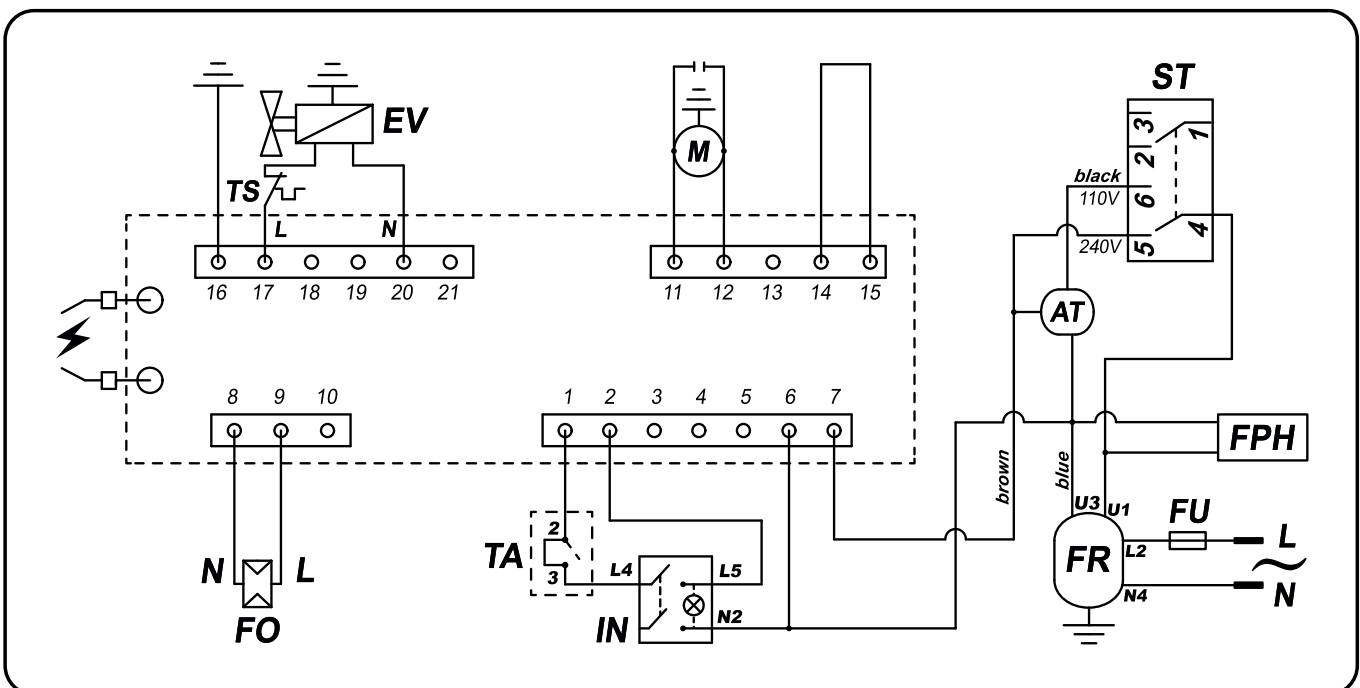 ST
EV
M
3
1
2
TS
black
110V
6
L
N
4
240V
5
16
17
18
19
20
21
11
12
13
14
15
AT
8
9
10
1
2
3
4
5
6
7
FPH
brown
blue
U3
U1
FU
2
TA
3
L
FR
L2
N
L
L4
L5
N4
N
N2
FO
IN